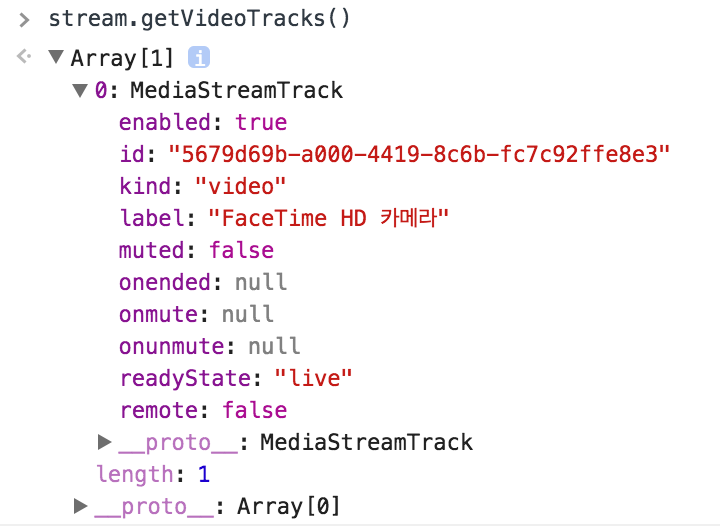 > stream.getVideoTracks()
▼ Array[1] i
▼ 0: MediaStreamTrack
enabled: true
id: "5679d69b-a000-4419-8c6b-fc7c92ffe8e3"
kind: "video"
label: "FaceTime HD 카메라"
muted: false
onended: null
onmute: null
onunmute: null
readyState: "live"
remote: false
▶ __proto__: MediaStreamTrack
length: 1
▶ __proto__: Array[0]